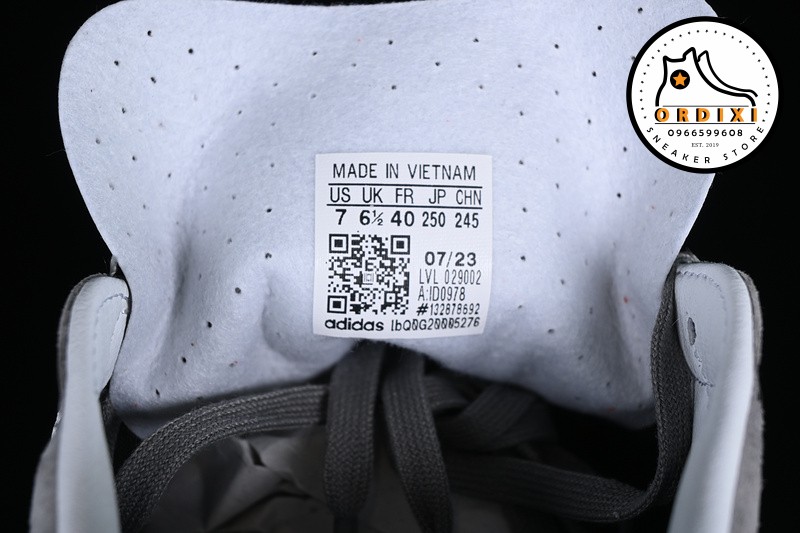 MADE IN VIETNAM
US UK FR JP CHN
7 6½ 40 250 245
07/23
LVL 029002
A:ID0978
#132878692
adidas IbQ0G20005276
ORDIXI
0966599608
EST. 2019
SNEAKER STORE